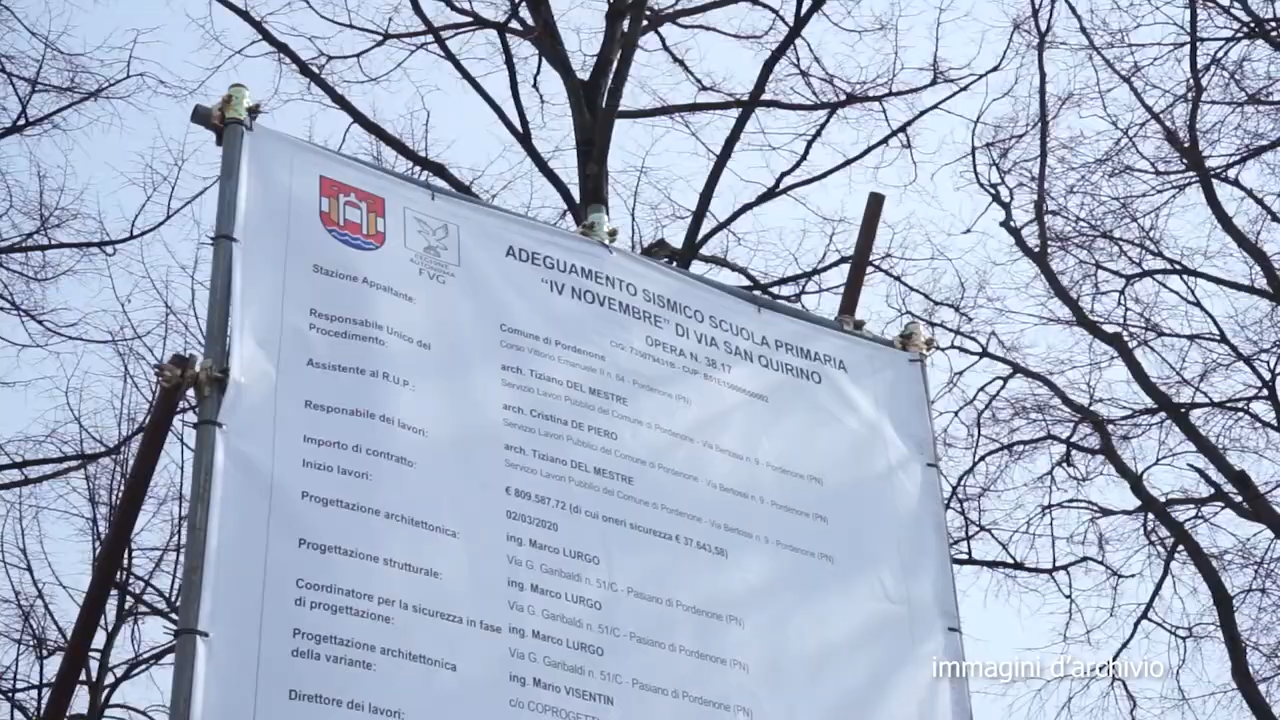 REGIONE AUTONOMA
FVG
ADEGUAMENTO SISMICO SCUOLA PRIMARIA
“IV NOVEMBRE” DI VIA SAN QUIRINO
OPERA N. 38.17
Stazione Appaltante:
Comune di Pordenone
Corso Vittorio Emanuele II n. 64 - Pordenone (PN)
Responsabile Unico del
Procedimento:
arch. Tiziano DEL MESTRE
Servizio Lavori Pubblici del Comune di Pordenone - Via Bertossi n. 9 - Pordenone (PN)
Assistente al R.U.P.:
arch. Cristina DE PIERO
Servizio Lavori Pubblici del Comune di Pordenone - Via Bertossi n. 9 - Pordenone (PN)
Responabile dei lavori:
arch. Tiziano DEL MESTRE
Servizio Lavori Pubblici del Comune di Pordenone - Via Bertossi n. 9 - Pordenone (PN)
Importo di contratto:
€ 809.587,72 (di cui oneri sicurezza € 37.643,58)
Inizio lavori:
02/03/2020
Progettazione architettonica:
ing. Marco LURGO
Via G. Garibaldi n. 51/C - Pasiano di Pordenone (PN)
Progettazione strutturale:
ing. Marco LURGO
Via G. Garibaldi n. 51/C - Pasiano di Pordenone (PN)
Coordinatore per la sicurezza in fase
di progettazione:
ing. Marco LURGO
Via G. Garibaldi n. 51/C - Pasiano di Pordenone (PN)
Progettazione architettonica
della variante:
ing. Mario VISENTIN
c/o COPROGETT
Direttore dei lavori:
immagini d'archivio